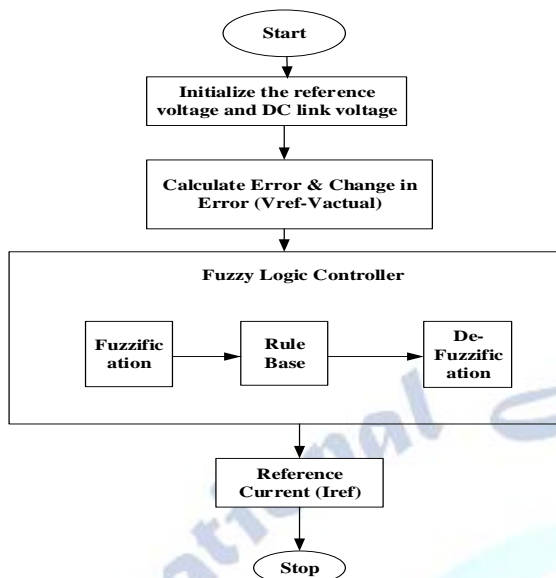 Start
Initialize the reference
voltage and DC link voltage
Calculate Error & Change in
Error (Vref-Vactual)
Fuzzy Logic Controller
Fuzzific
ation
Rule
Base
De-
Fuzzific
ation
Reference
Current (Iref)
Stop